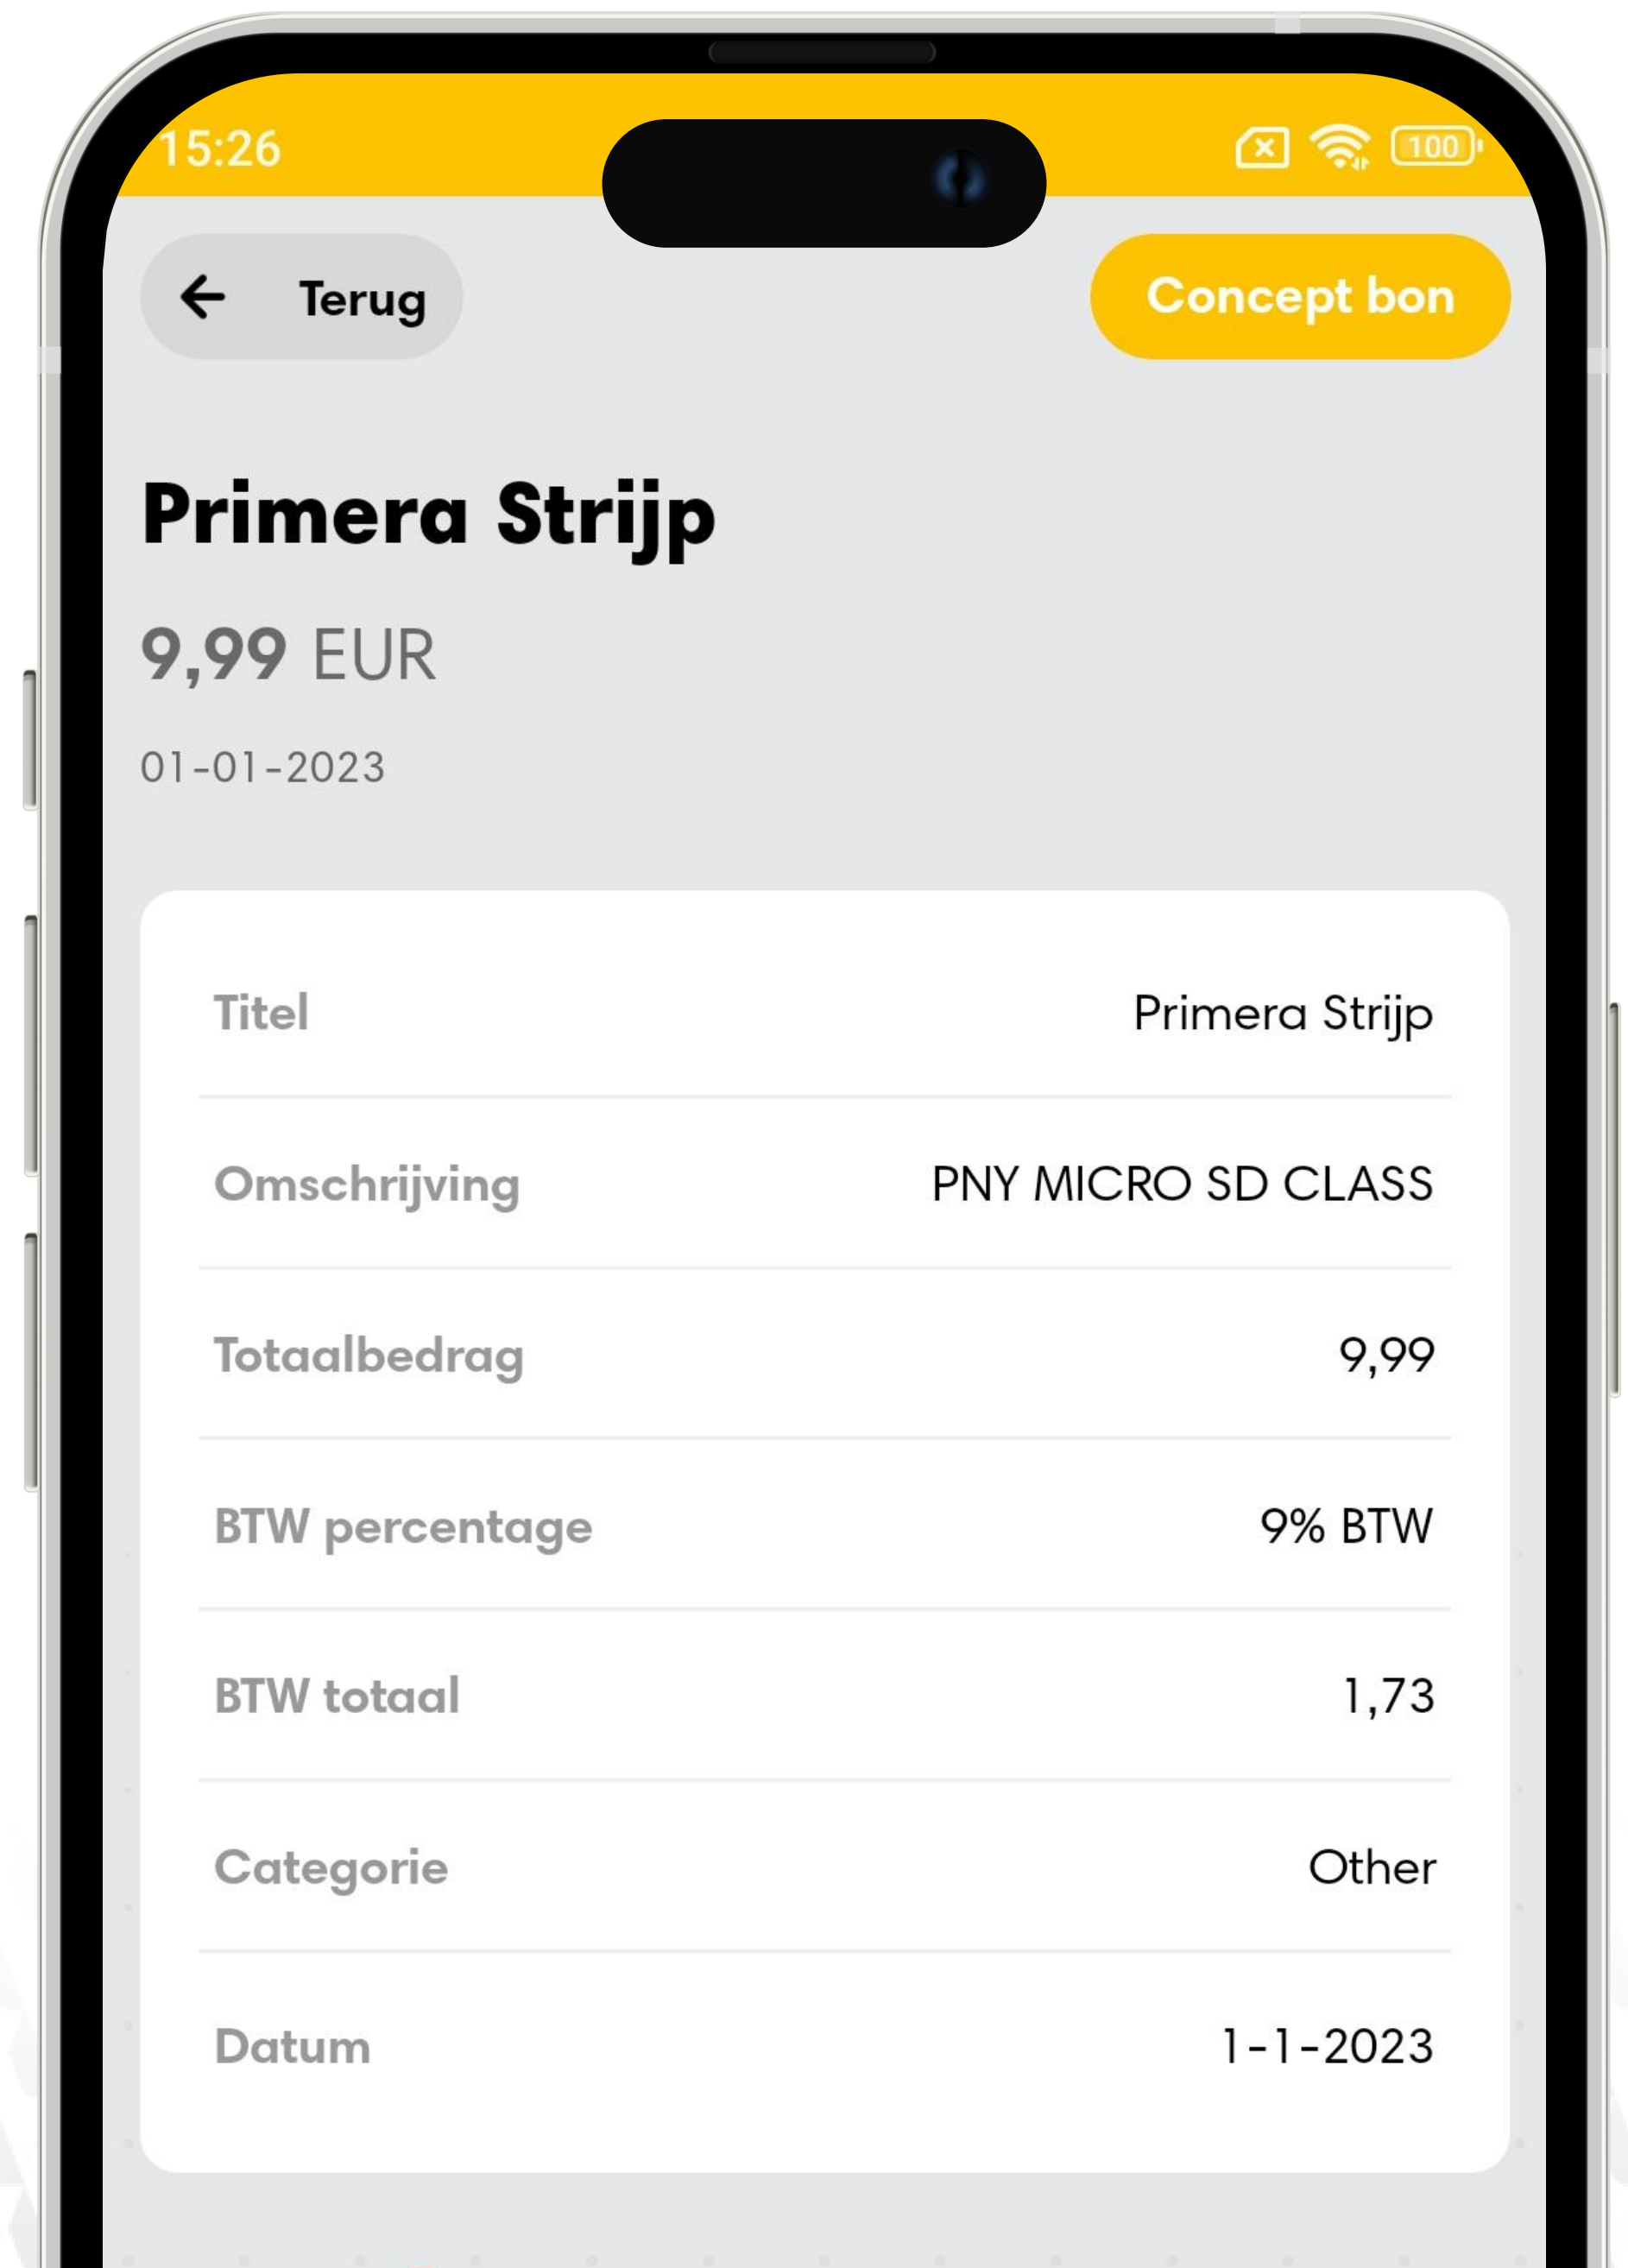 15:26
100
Terug
Concept bon
Primera Strijp
9,99 EUR
01-01-2023
Titel Primera Strijp
Omschrijving PNY MICRO SD CLASS
Totaalbedrag 9,99
BTW percentage 9% BTW
BTW totaal 1,73
Categorie Other
Datum 1-1-2023